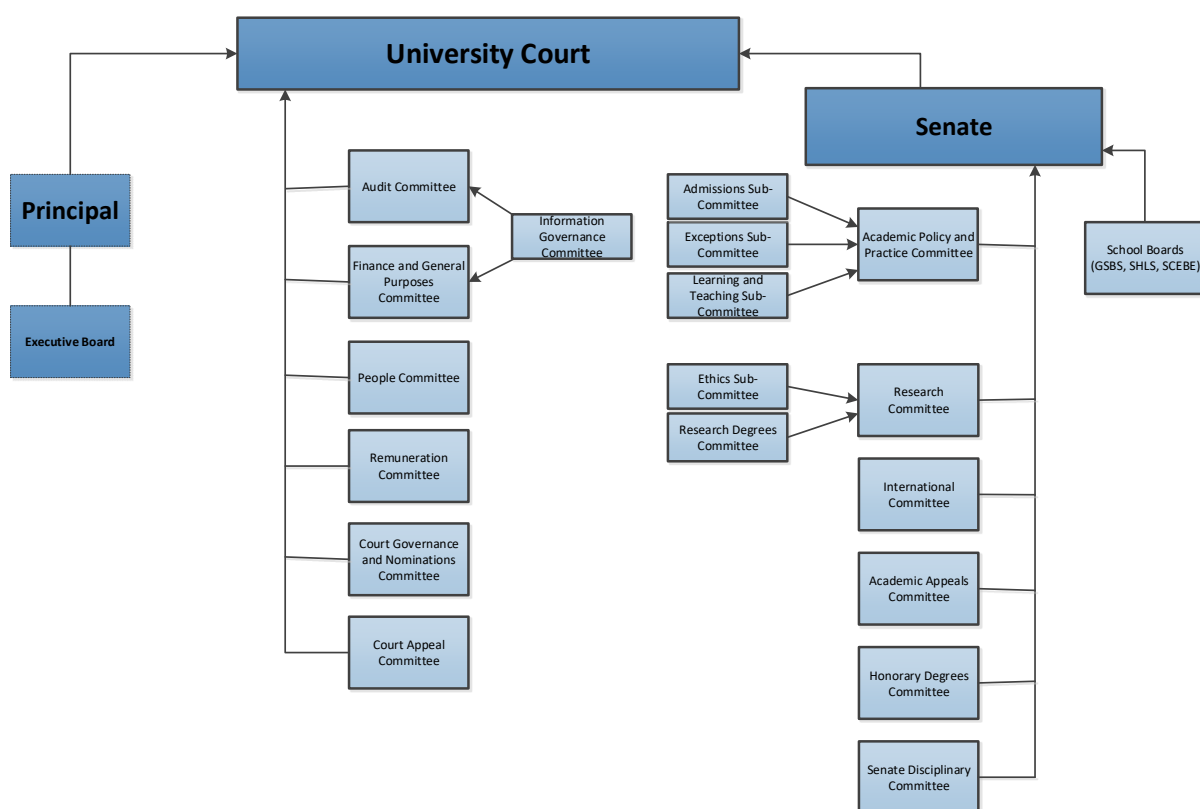 University Court
Senate
Principal
Executive Board
Audit Committee
Finance and General
Purposes
Committee
People Committee
Remuneration
Committee
Court Governance
and Nominations
Committee
Court Appeal
Committee
Information
Governance
Committee
Admissions Sub-
Committee
Exceptions Sub-
Committee
Learning and
Teaching Sub-
Committee
Academic Policy and
Practice Committee
Ethics Sub-
Committee
Research Degrees
Committee
Research
Committee
International
Committee
Academic Appeals
Committee
Honorary Degrees
Committee
Senate Disciplinary
Committee
School Boards
(GSBS, SHLS, SCEBE)